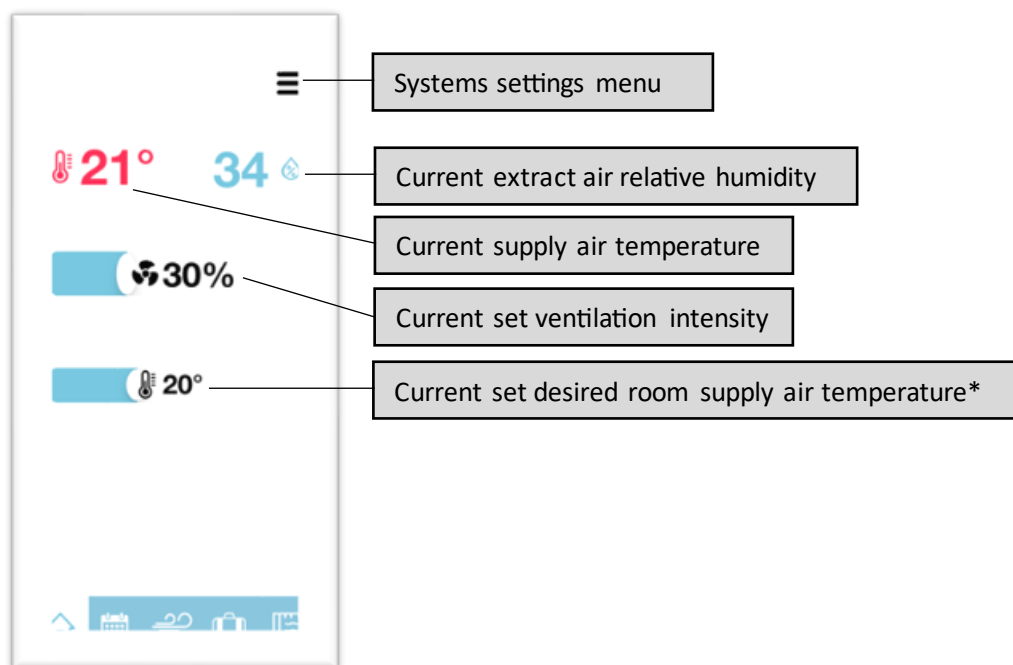 Systems settings menu
21° 34
Current extract air relative humidity
Current supply air temperature
30%
Current set ventilation intensity
20°
Current set desired room supply air temperature*